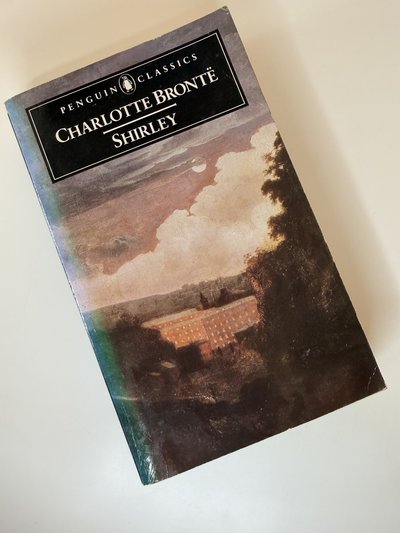 PENGUIN CLASSICS
CHARLOTTE BRONTË
SHIRLEY